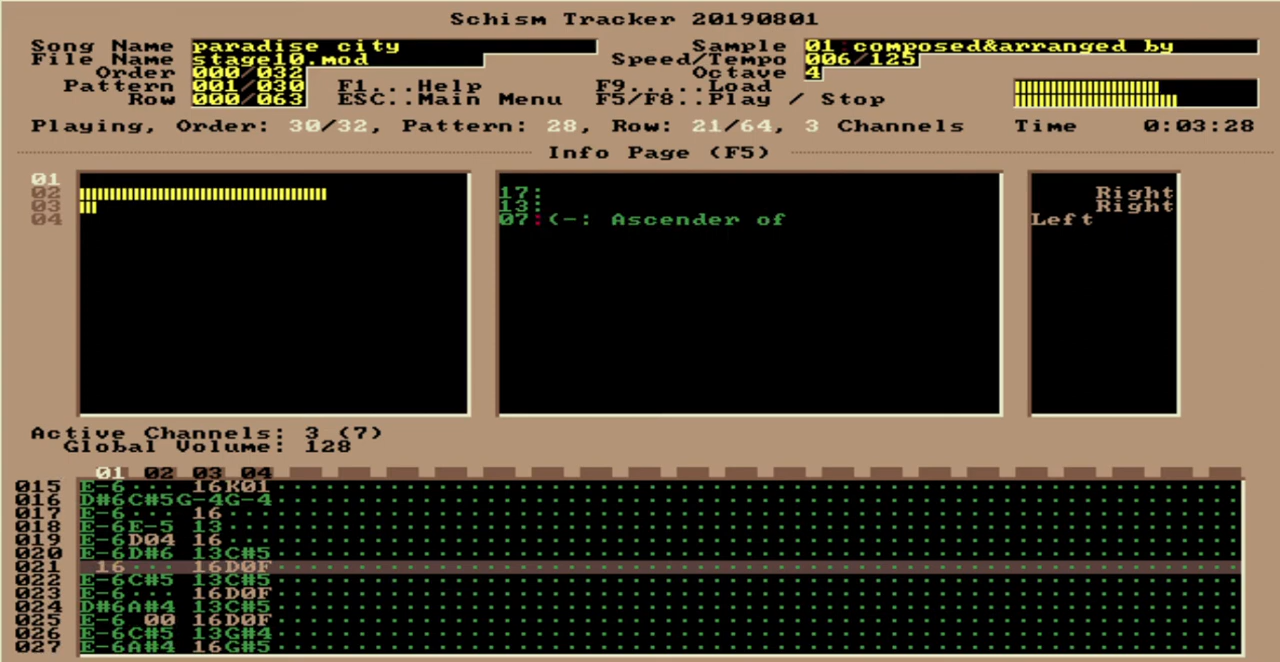 Schism Tracker 20190801
Song Name paradise city Sample 01:composed&arranged by
File Name stage10.mod Speed/Tempo 006/125
Order 000/032 Octave 4
Pattern 001/030 F1...Help F9.....Load
Row 000/063 ESC..Main Menu F5/F8..Play / Stop
Playing, Order: 30/32, Pattern: 28, Row: 21/64, 3 Channels Time 0:03:28
Info Page (F5)
01
02 17: Right
03 13: Right
04 07:(-: Ascender of Left
Active Channels: 3 (7)
Global Volume: 128
01 02 03 04
015 E-6... 16K01
016 D#6C#5G-4G-4
017 E-6... 16...
018 E-6E-5 13...
019 E-6D04 16...
020 E-6D#6 13C#5
021 16... 16D0F
022 E-6C#5 13C#5
023 E-6... 16D0F
024 D#6A#4 13C#5
025 E-6 00 16D0F
026 E-6C#5 13G#4
027 E-6A#4 16G#5